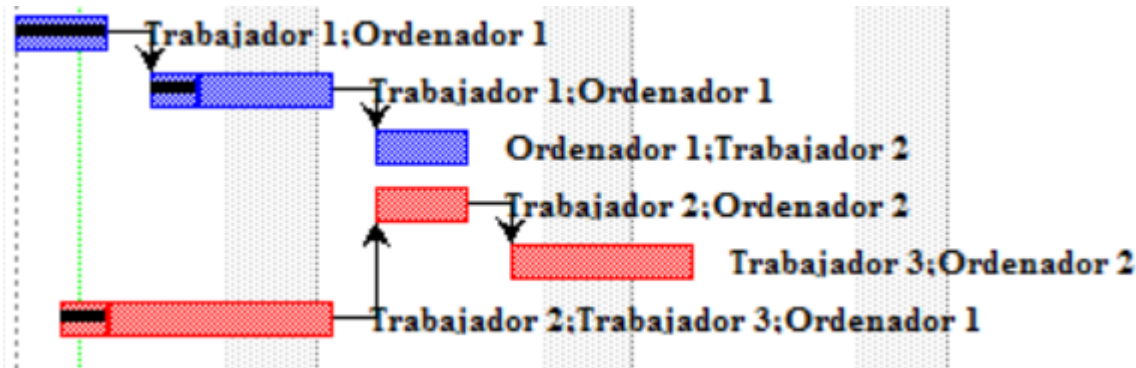 Trabajador 1;Ordenador 1
Trabajador 1;Ordenador 1
Ordenador 1;Trabajador 2
Trabajador 2;Ordenador 2
Trabajador 3;Ordenador 2
Trabajador 2;Trabajador 3;Ordenador 1